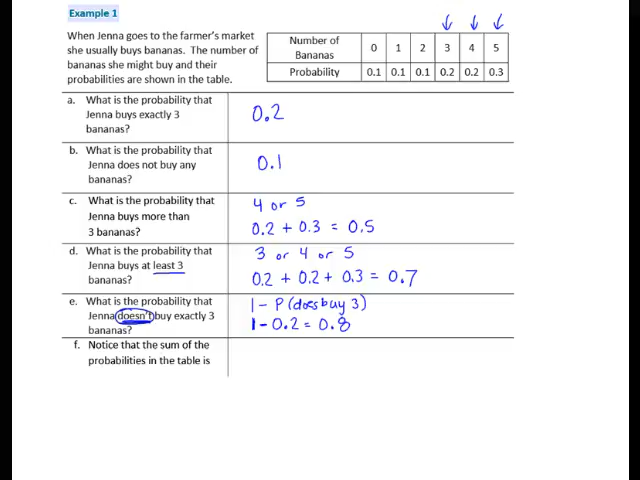 Example 1
When Jenna goes to the farmer's market
she usually buys bananas. The number of
bananas she might buy and their
probabilities are shown in the table.
Number of Bananas 0 1 2 3 4 5
Probability 0.1 0.1 0.1 0.2 0.2 0.3
a. What is the probability that
Jenna buys exactly 3
bananas?
0.2
b. What is the probability that
Jenna does not buy any
bananas?
0.1
c. What is the probability that
Jenna buys more than
3 bananas?
4 or 5
0.2 + 0.3 = 0.5
d. What is the probability that
Jenna buys at least 3
bananas?
3 or 4 or 5
0.2 + 0.2 + 0.3 = 0.7
e. What is the probability that
Jenna doesn't buy exactly 3
bananas?
1 - P(does buy 3)
1 - 0.2 = 0.8
f. Notice that the sum of the
probabilities in the table is